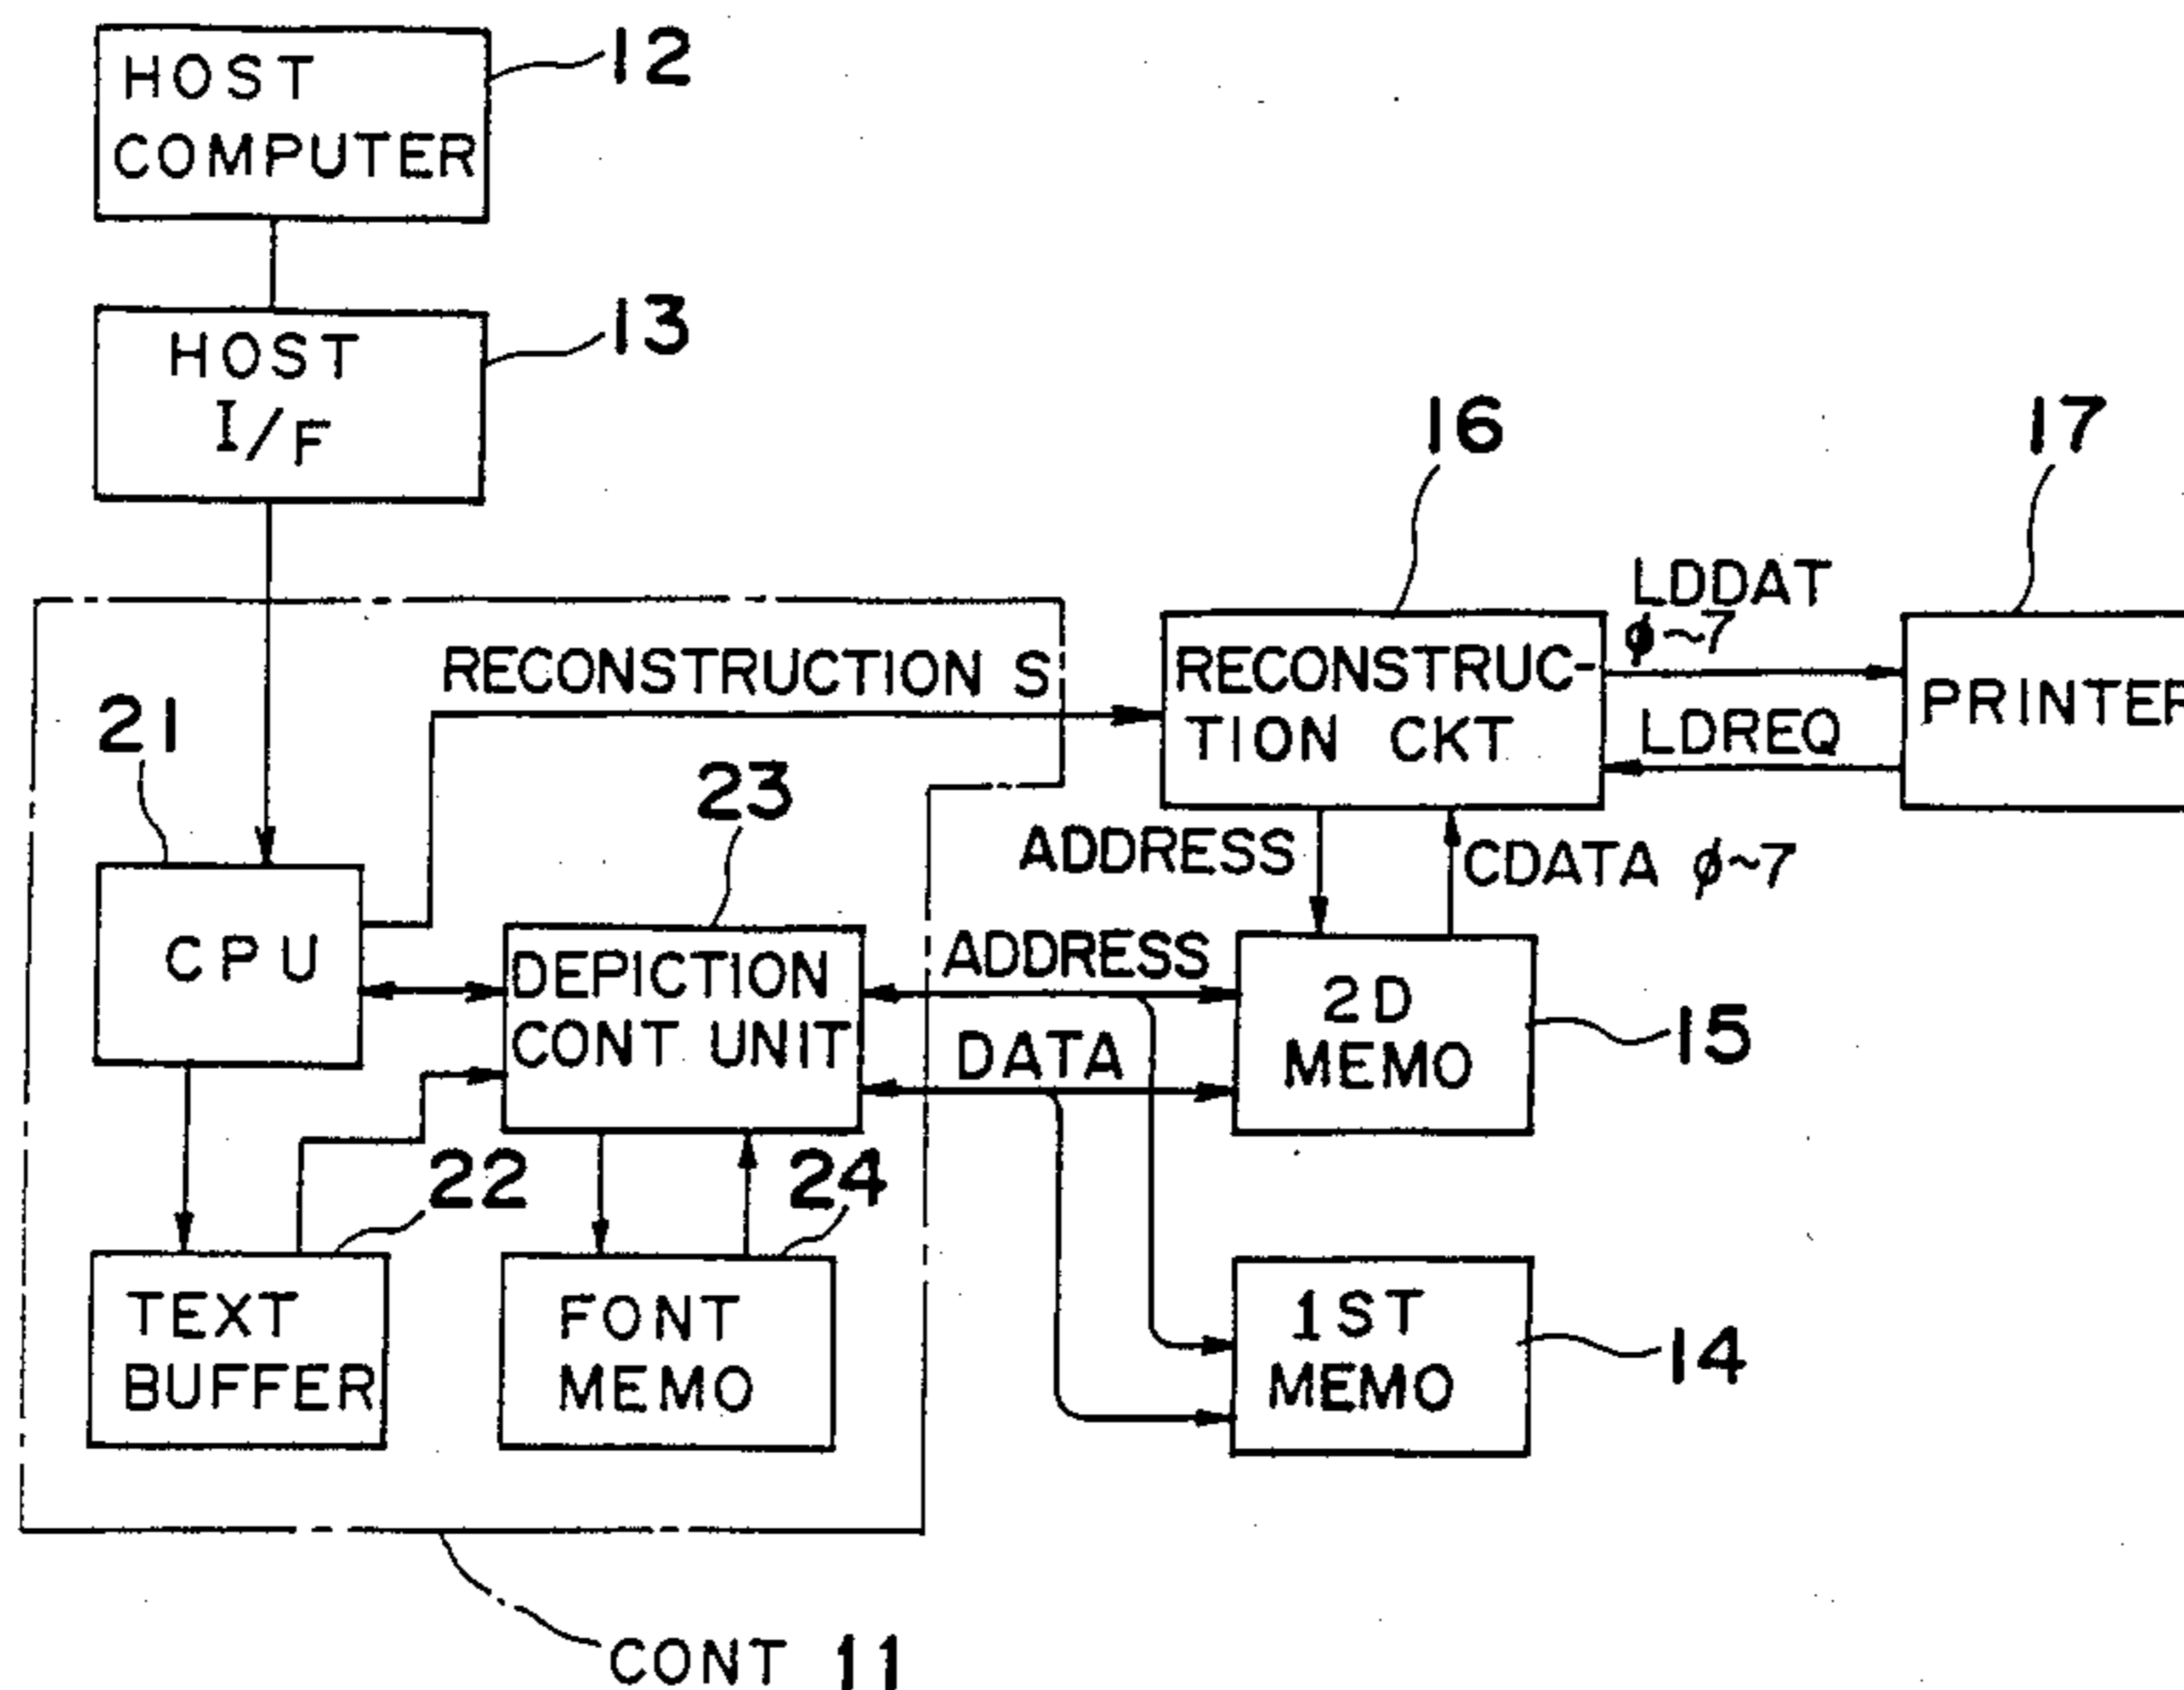 HOST
COMPUTER
12
HOST
I/F
13
16
17
LDDAT
φ~7
RECONSTRUCTION S
RECONSTRUC-
TION CKT
PRINTER
LDREQ
21
23
ADDRESS
CDATA φ~7
CPU
DEPICTION
CONT UNIT
ADDRESS
DATA
2D
MEMO
15
22
24
TEXT
BUFFER
FONT
MEMO
1ST
MEMO
14
CONT 11